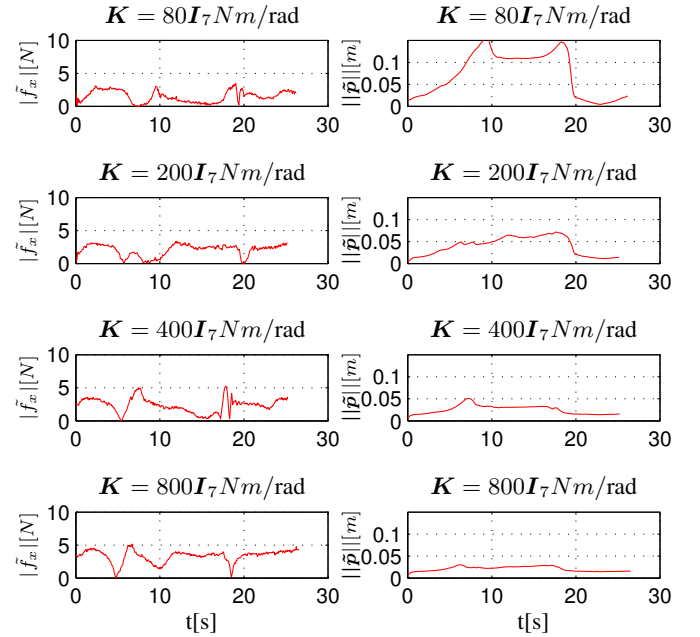 K = 80I₇Nm/rad
K = 80I₇Nm/rad
|f̃ₓ|[N]
10
5
0
0 10 20 30
||p̃||[m]
0.1
0.05
0
0 10 20 30
K = 200I₇Nm/rad
K = 200I₇Nm/rad
|f̃ₓ|[N]
10
5
0
0 10 20 30
||p̃||[m]
0.1
0.05
0
0 10 20 30
K = 400I₇Nm/rad
K = 400I₇Nm/rad
|f̃ₓ|[N]
10
5
0
0 10 20 30
||p̃||[m]
0.1
0.05
0
0 10 20 30
K = 800I₇Nm/rad
K = 800I₇Nm/rad
|f̃ₓ|[N]
10
5
0
0 10 20 30
t[s]
||p̃||[m]
0.1
0.05
0
0 10 20 30
t[s]